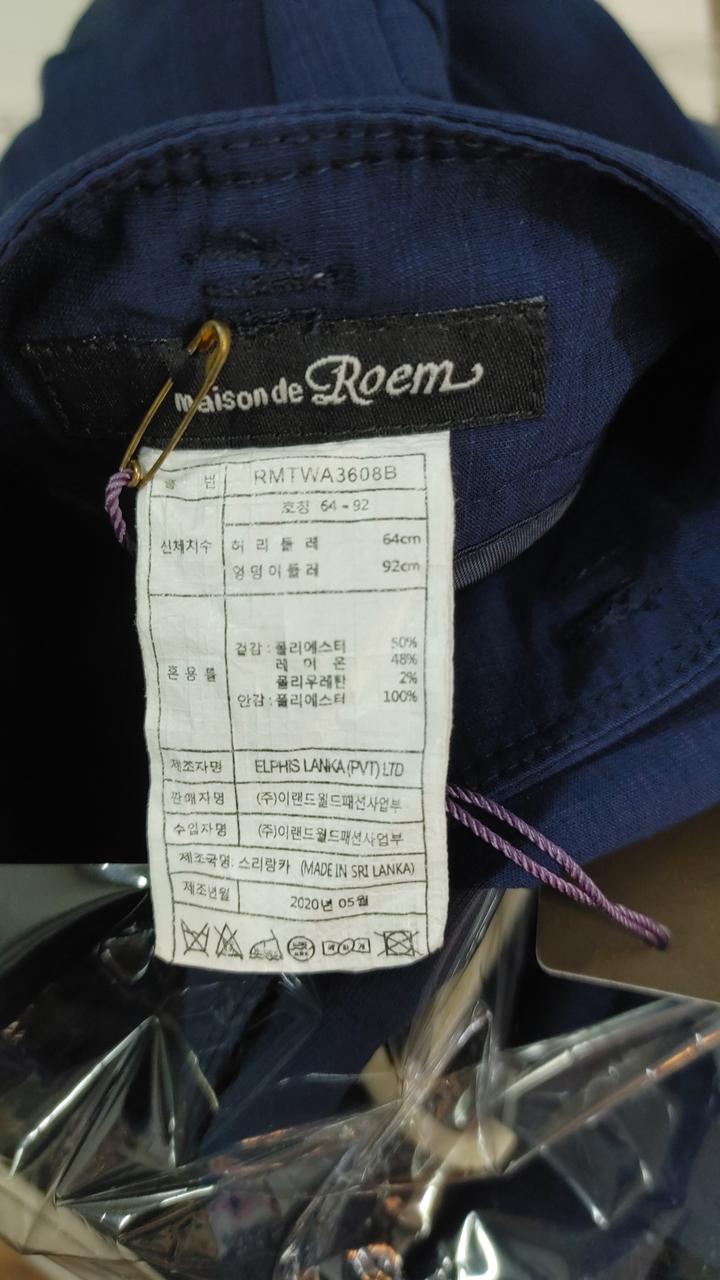 maison de Roem
품 번 RMTWA3608B
호칭 64 - 92
신체치수 허 리 둘 레 64cm
엉덩이둘레 92cm
혼용률 겉감 : 폴리에스터 50%
레 이 온 48%
폴리우레탄 2%
안감 : 폴리에스터 100%
제조자명 ELPHIS LANKA (PVT) LTD
판매자명 (주)이랜드월드패션사업부
수입자명 (주)이랜드월드패션사업부
제조국명: 스리랑카 (MADE IN SRI LANKA)
제조년월 2020년 05월